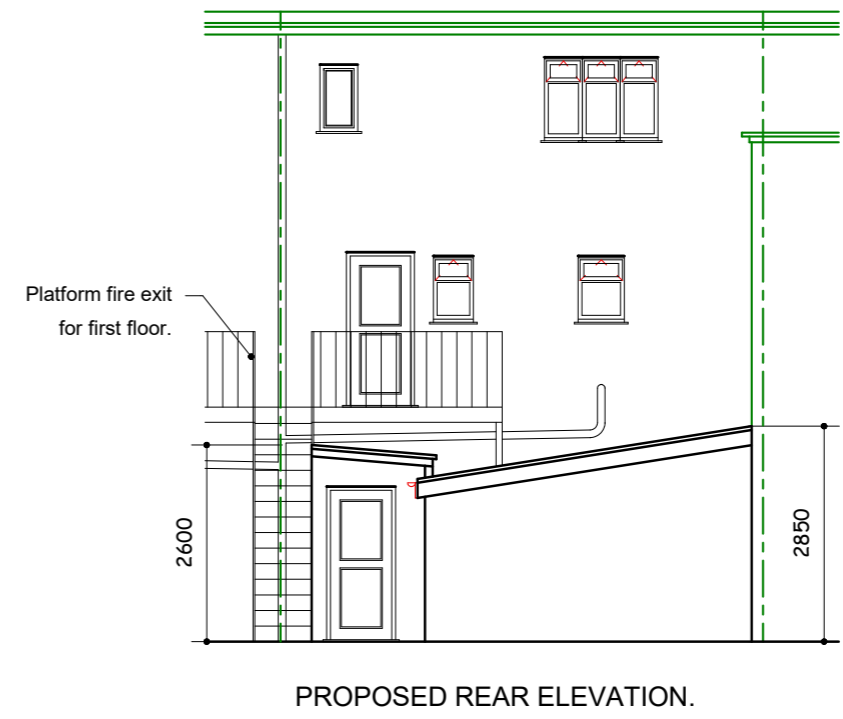 Platform fire exit
for first floor.
2600
2850
PROPOSED REAR ELEVATION.